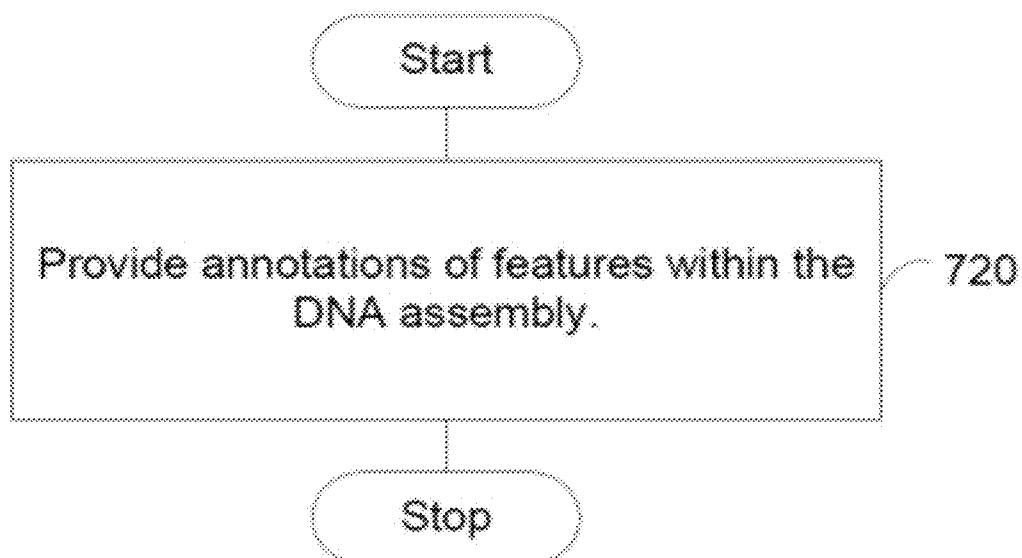 Start
Provide annotations of features within the
DNA assembly.
720
Stop